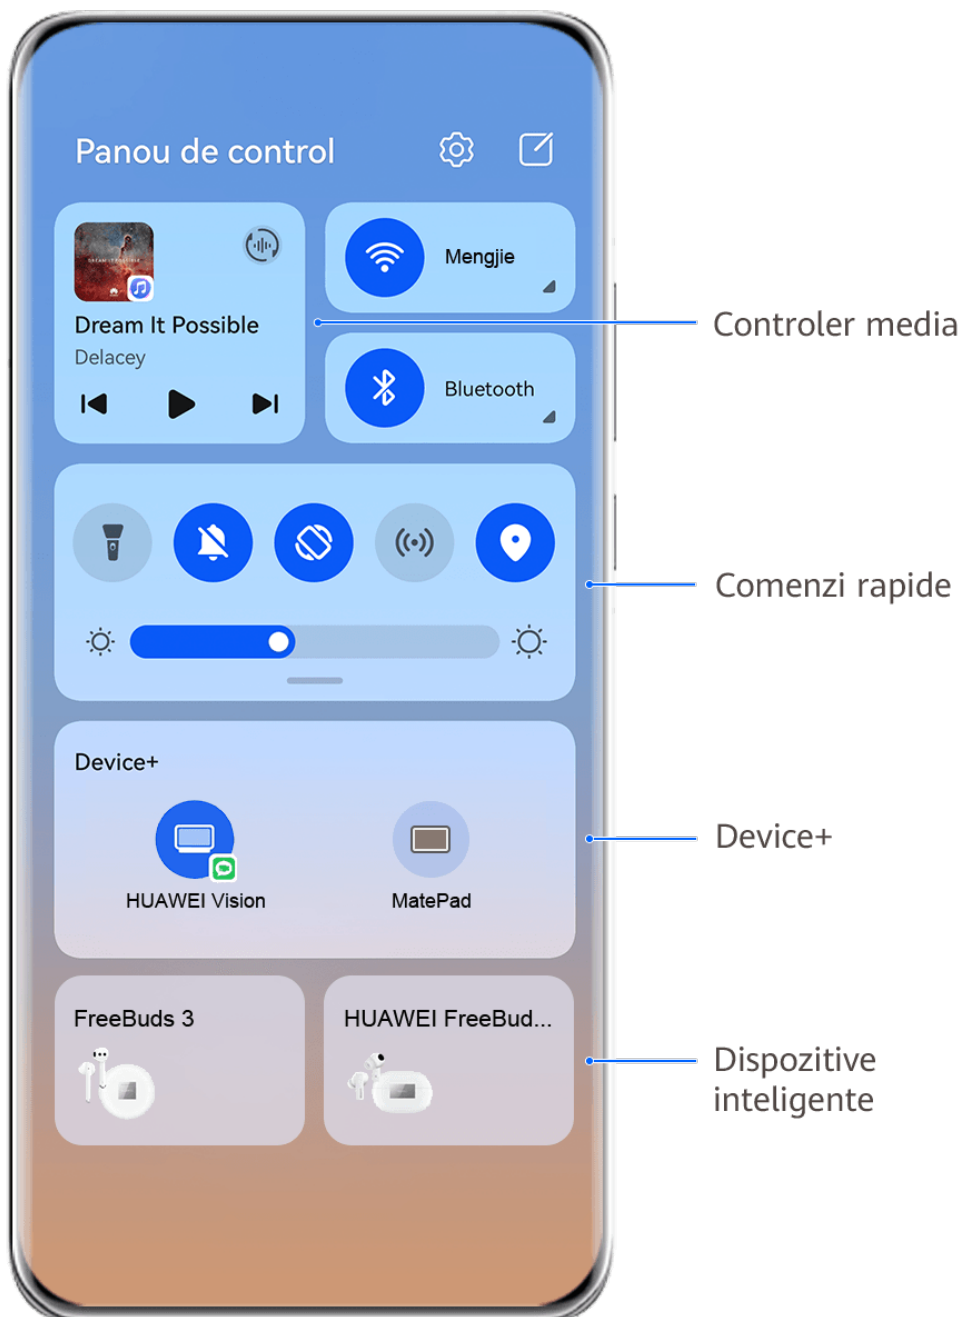 Panou de control
Dream It Possible
Delacey
Mengjie
Bluetooth
Controler media
Comenzi rapide
Device+
HUAWEI Vision
MatePad
Device+
FreeBuds 3
HUAWEI FreeBud...
Dispozitive
inteligente